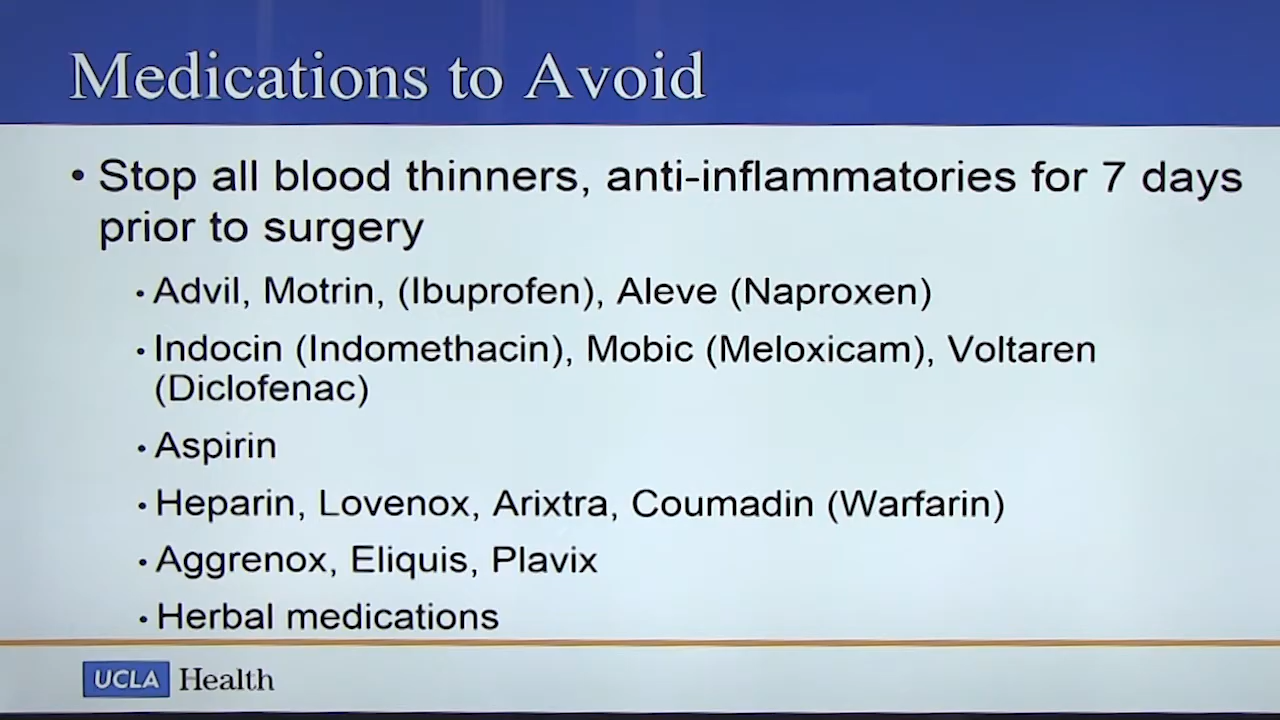 Medications to Avoid
• Stop all blood thinners, anti-inflammatories for 7 days
prior to surgery
• Advil, Motrin, (Ibuprofen), Aleve (Naproxen)
• Indocin (Indomethacin), Mobic (Meloxicam), Voltaren
(Diclofenac)
• Aspirin
• Heparin, Lovenox, Arixtra, Coumadin (Warfarin)
• Aggrenox, Eliquis, Plavix
• Herbal medications
UCLA Health